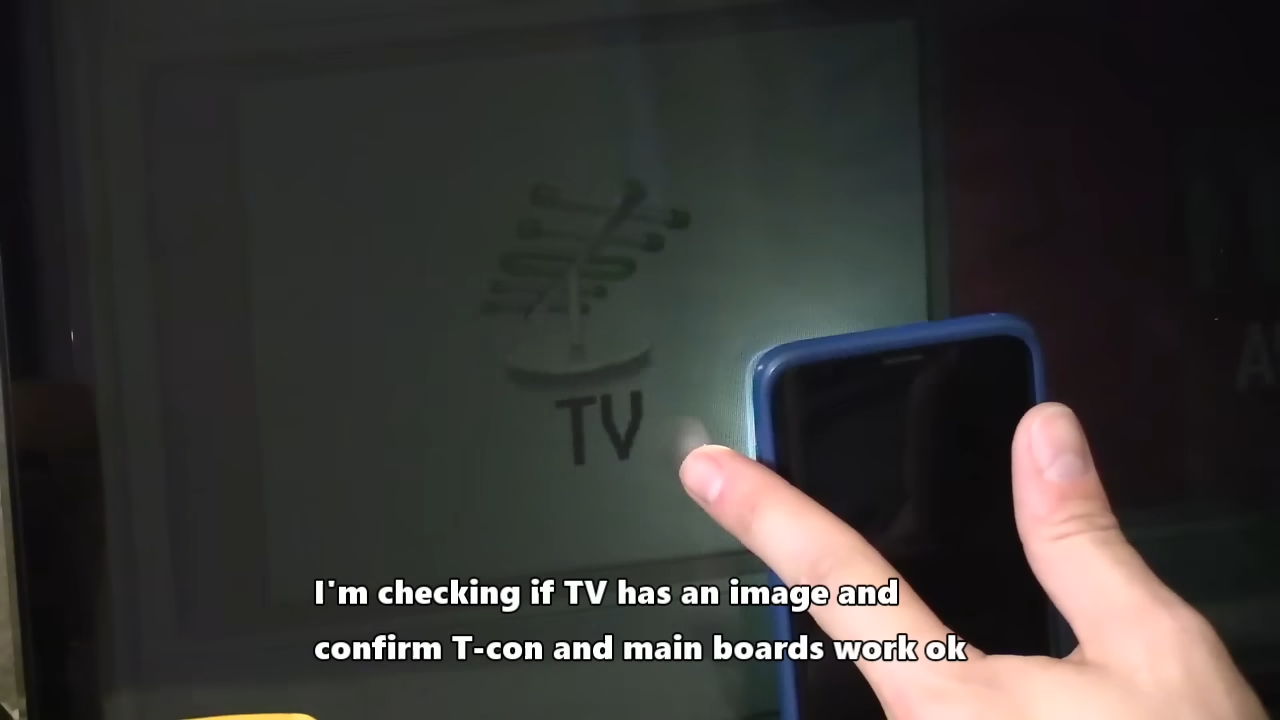 TV
I'm checking if TV has an image and
confirm T-con and main boards work ok